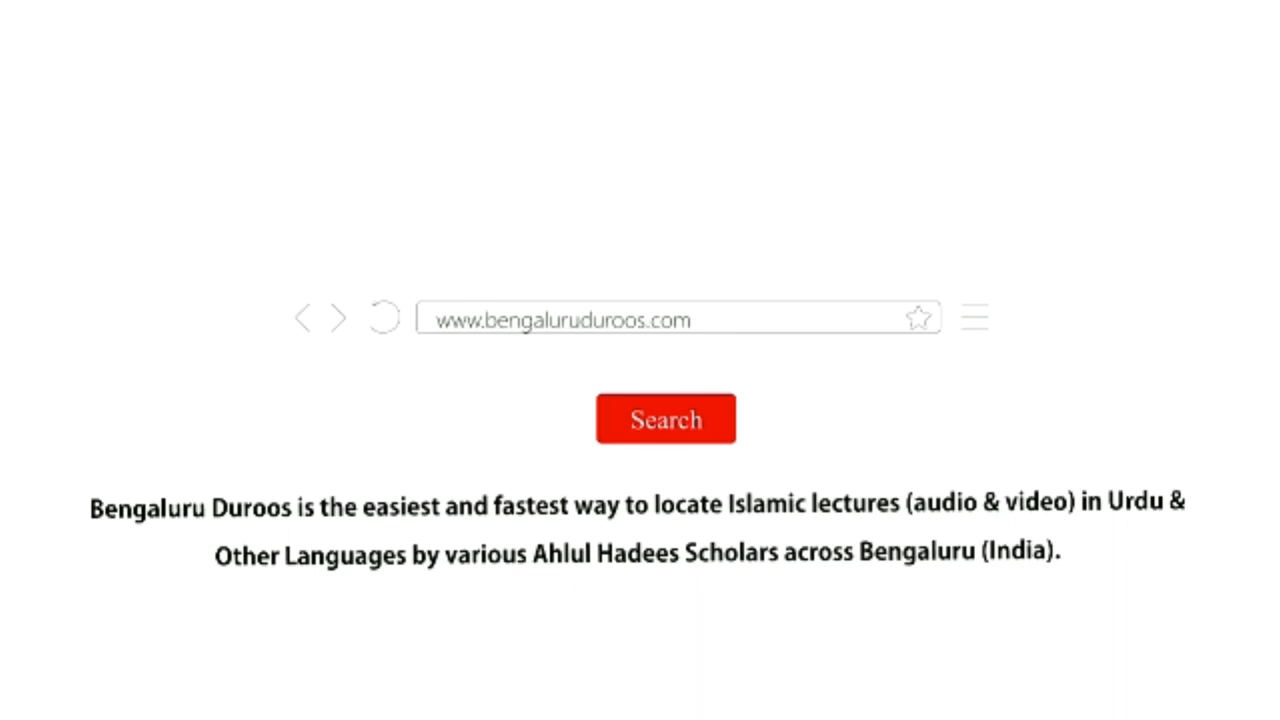 www.bengaluruduroos.com
Search
Bengaluru Duroos is the easiest and fastest way to locate Islamic lectures (audio & video) in Urdu &
Other Languages by various Ahlul Hadees Scholars across Bengaluru (India).